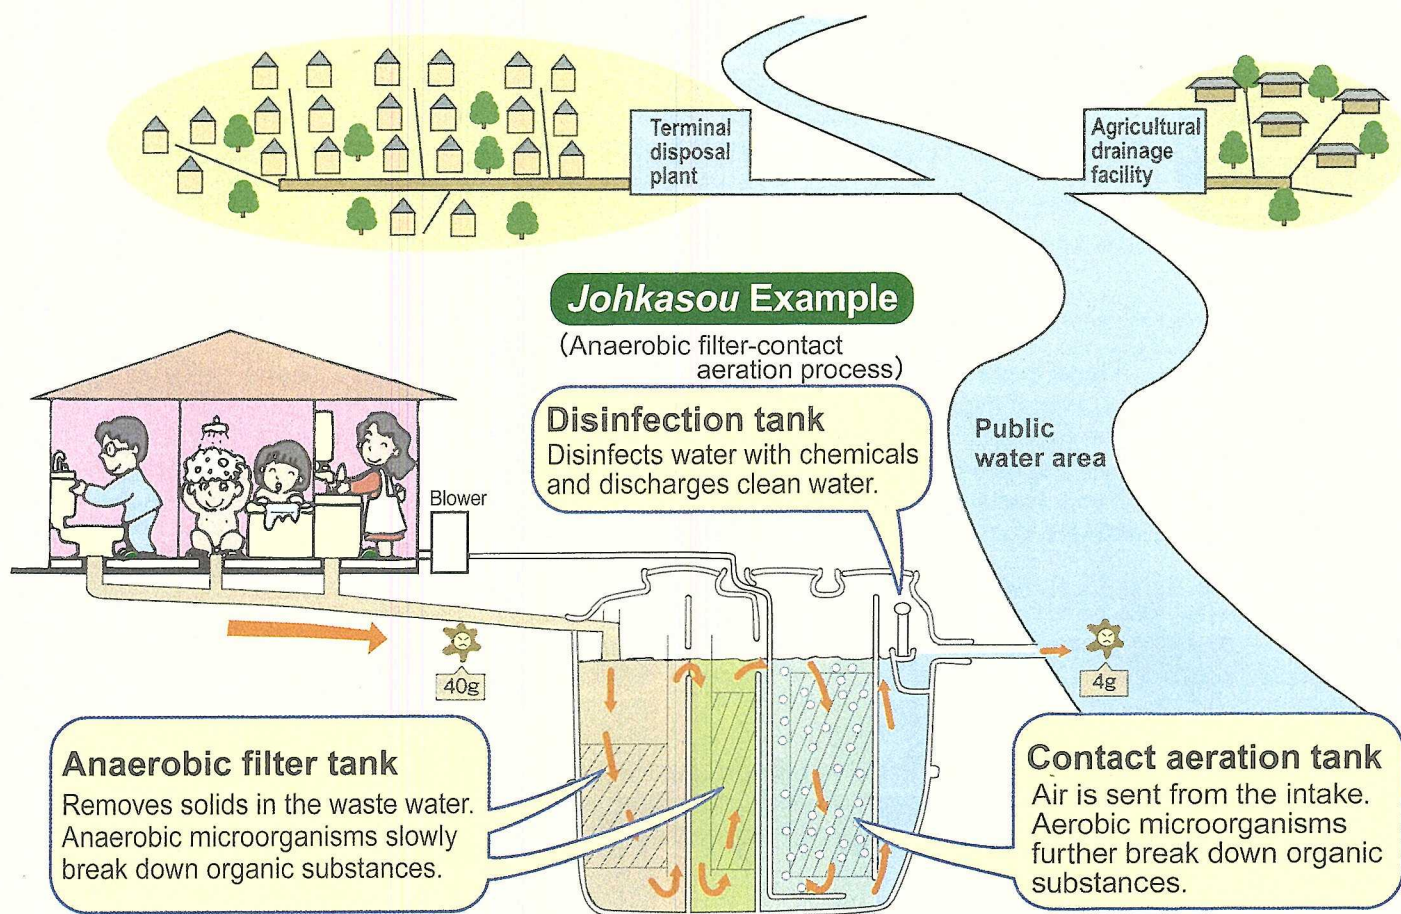 Terminal
disposal
plant
Agricultural
drainage
facility
Johkasou Example
(Anaerobic filter-contact
aeration process)
Disinfection tank
Disinfects water with chemicals
and discharges clean water.
Public
water area
Blower
40g
4g
Anaerobic filter tank
Removes solids in the waste water.
Anaerobic microorganisms slowly
break down organic substances.
Contact aeration tank
Air is sent from the intake.
Aerobic microorganisms
further break down organic
substances.